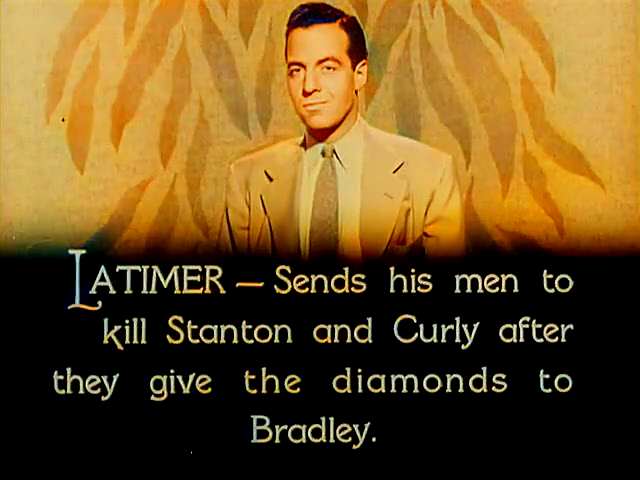 LATIMER — Sends his men to
kill Stanton and Curly after
they give the diamonds to
Bradley.